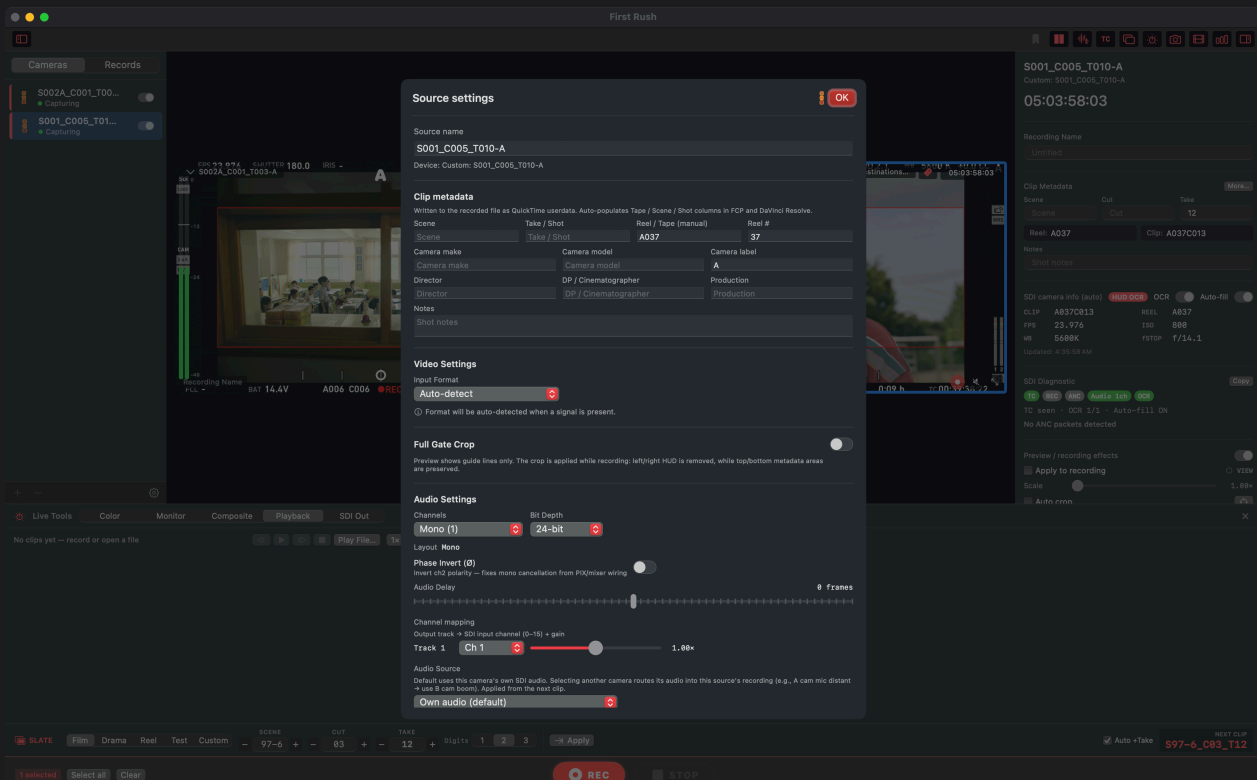 First Rush
TC
Cameras
Records
S002A_C001_T00...
Capturing
S001_C005_T01...
Capturing
FPS 23.976 SHUTTER 180.0 IRIS -
S002A_C001_T003-A
A
CAM
Recording Name
BAT 14.4V
A006 C006
REC
stinations...
05:03:58:03
0:09 h
Source settings
OK
Source name
S001_C005_T010-A
Device: Custom: S001_C005_T010-A
Clip metadata
Written to the recorded file as QuickTime userdata. Auto-populates Tape / Scene / Shot columns in FCP and DaVinci Resolve.
Scene Take / Shot Reel / Tape (manual) Reel #
Scene Take / Shot A037 37
Camera make Camera model Camera label
Camera make Camera model A
Director DP / Cinematographer Production
Director DP / Cinematographer Production
Notes
Shot notes
Video Settings
Input Format
Auto-detect
Format will be auto-detected when a signal is present.
Full Gate Crop
Preview shows guide lines only. The crop is applied while recording: left/right HUD is removed, while top/bottom metadata areas
are preserved.
Audio Settings
Channels Bit Depth
Mono (1) 24-bit
Layout Mono
Phase Invert (Ø)
Invert ch2 polarity — fixes mono cancellation from PIX/mixer wiring
Audio Delay 0 frames
Channel mapping
Output track → SDI input channel (0–15) + gain
Track 1 Ch 1 1.00×
Audio Source
Default uses this camera's own SDI audio. Selecting another camera routes its audio into this source's recording (e.g., A cam mic distant
→ use B cam boom). Applied from the next clip.
Own audio (default)
S001_C005_T010-A
Custom: S001_C005_T010-A
05:03:58:03
Recording Name
Untitled
Clip Metadata More...
Scene Cut Take
Scene Cut 12
Reel: A037 Clip: A037C013
Notes
Shot notes
SDI camera info (auto) HUD OCR OCR Auto-fill
CLIP A037C013 REEL A037
FPS 23.976 ISO 800
WB 5600K fSTOP f/14.1
Updated: 4:35:58 AM
SDI Diagnostic Copy
TC REC ANC Audio 1ch OCR
TC seen · OCR 1/1 · Auto-fill ON
No ANC packets detected
Preview / recording effects
Apply to recording VIEW
Scale 1.00×
Auto crop
+ −
Live Tools Color Monitor Composite Playback SDI Out
No clips yet — record or open a file
Play File... 1x
SLATE Film Drama Reel Test Custom
SCENE CUT TAKE
− 97-6 + − 03 + − 12 +
Digits 1 2 3
Apply
Auto +Take
NEXT CLIP
S97-6_C03_T12
1 selected Select all Clear
REC
STOP